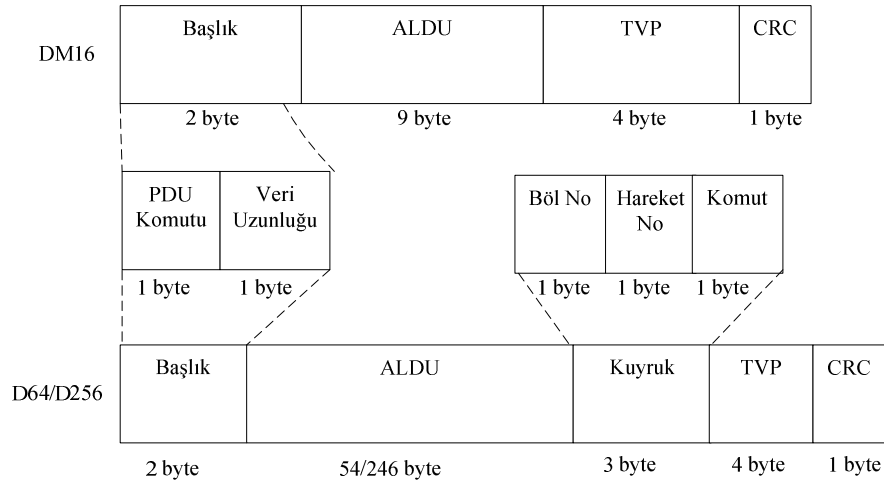 DM16
Başlık
ALDU
TVP
CRC
2 byte
9 byte
4 byte
1 byte
PDU
Komutu
Veri
Uzunluğu
Böl No
Hareket
No
Komut
1 byte
1 byte
1 byte
1 byte
1 byte
D64/D256
Başlık
ALDU
Kuyruk
TVP
CRC
2 byte
54/246 byte
3 byte
4 byte
1 byte